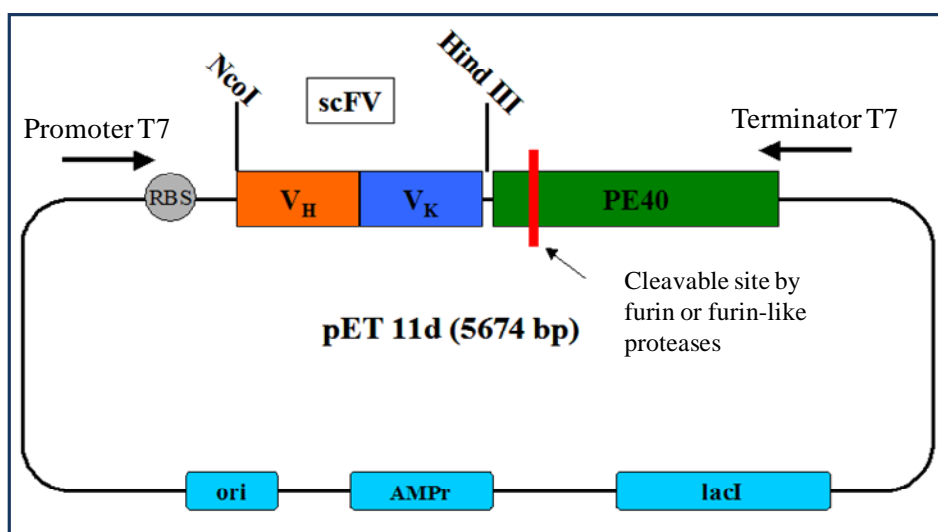 NcoI
scFV
Hind III
Promoter T7
Terminator T7
RBS
VH
VK
PE40
Cleavable site by
furin or furin-like
proteases
pET 11d (5674 bp)
ori
AMPr
lacI